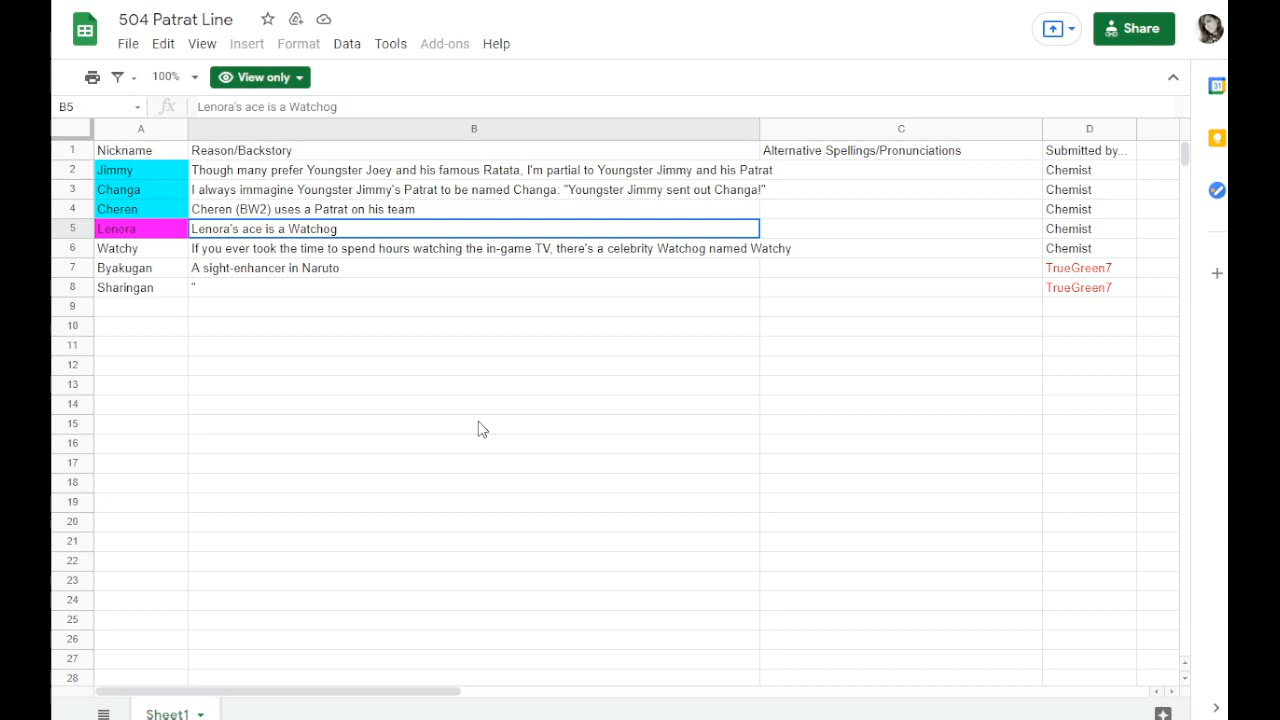 504 Patrat Line
File Edit View Insert Format Data Tools Add-ons Help
Share
100% View only
B5 fx Lenora's ace is a Watchog
A B C D
1 Nickname Reason/Backstory Alternative Spellings/Pronunciations Submitted by...
2 Jimmy Though many prefer Youngster Joey and his famous Ratata, I'm partial to Youngster Jimmy and his Patrat Chemist
3 Changa I always immagine Youngster Jimmy's Patrat to be named Changa: "Youngster Jimmy sent out Changa!" Chemist
4 Cheren Cheren (BW2) uses a Patrat on his team Chemist
5 Lenora Lenora's ace is a Watchog Chemist
6 Watchy If you ever took the time to spend hours watching the in-game TV, there's a celebrity Watchog named Watchy Chemist
7 Byakugan A sight-enhancer in Naruto TrueGreen7
8 Sharingan " TrueGreen7
9
10
11
12
13
14
15
16
17
18
19
20
21
22
23
24
25
26
27
28
Sheet1
31